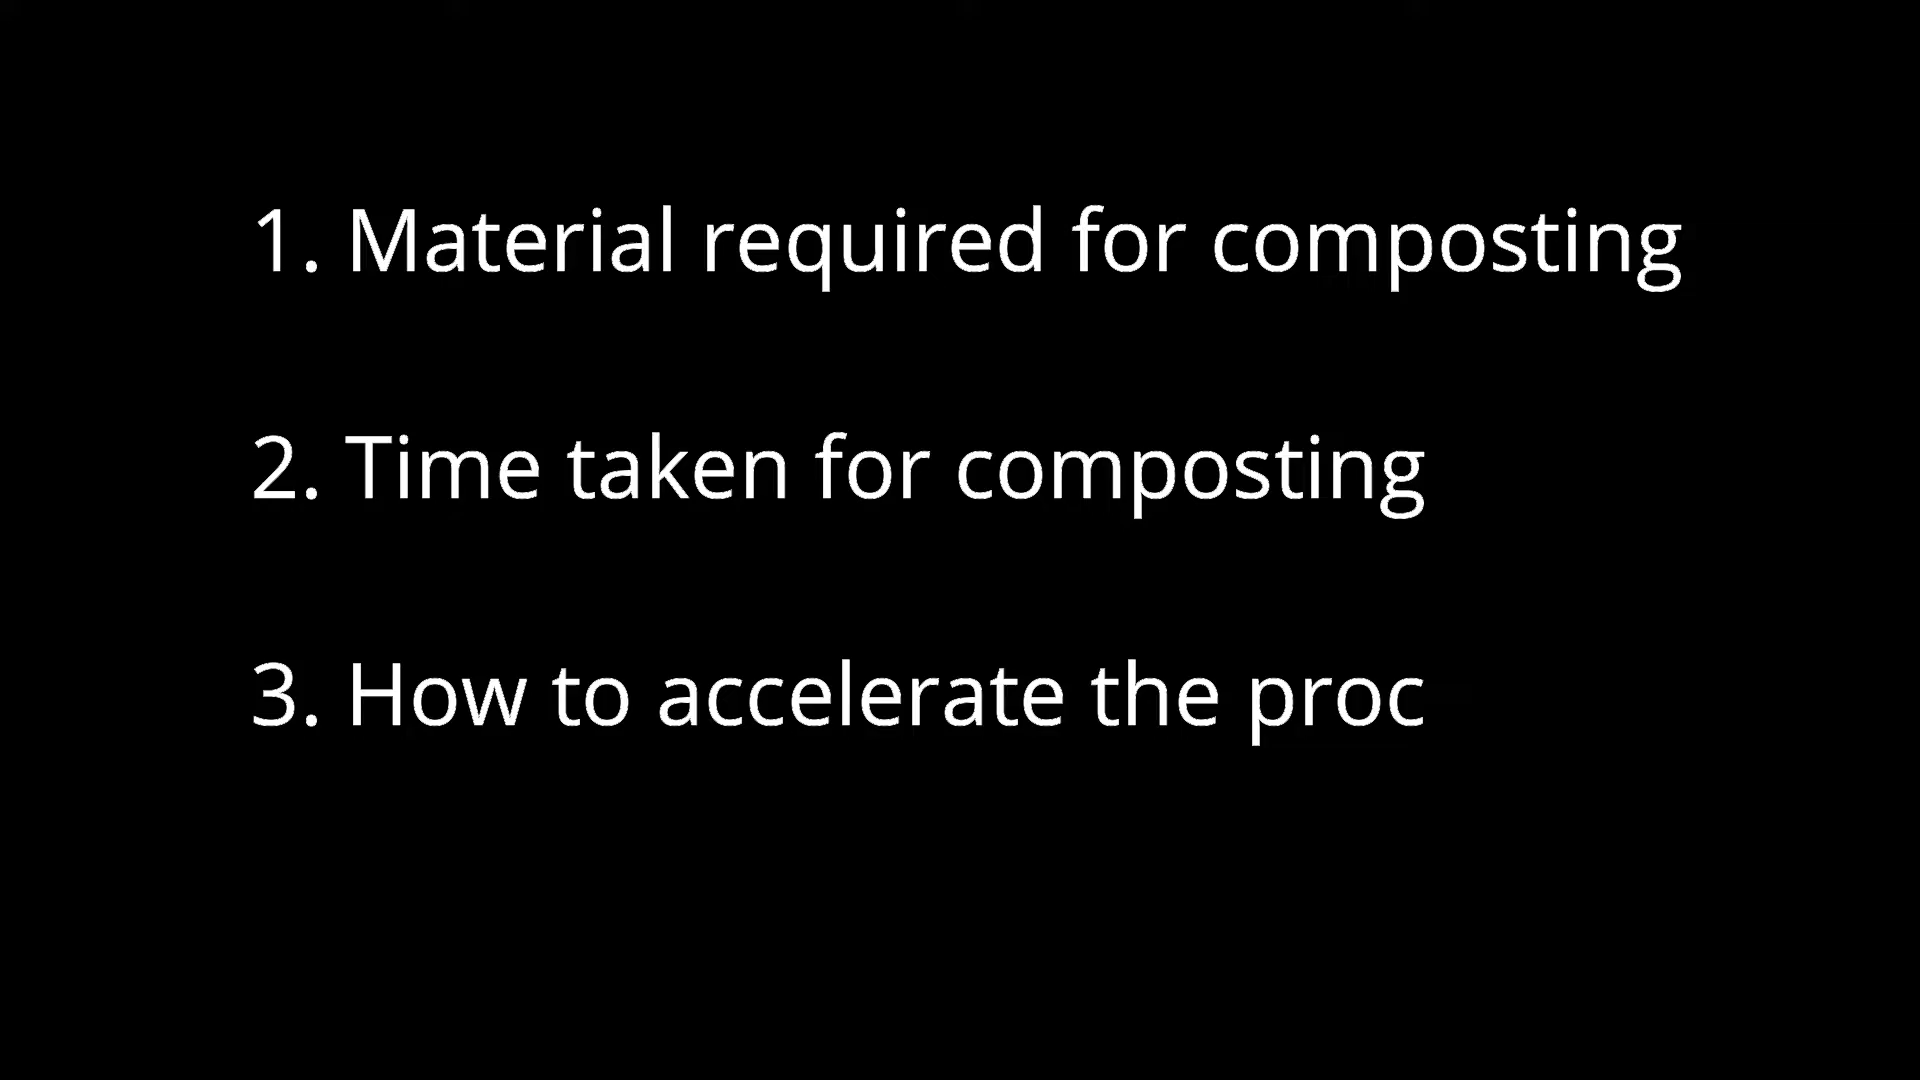 1. Material required for composting
2. Time taken for composting
3. How to accelerate the proc